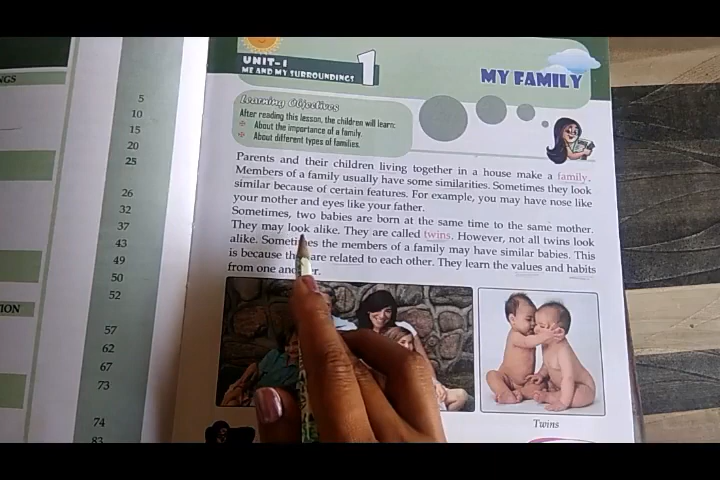 NGS
5
10
15
20
25
26
32
37
43
49
50
52
ION
57
62
67
73
74
83
UNIT-I
ME AND MY SURROUNDINGS
1
MY FAMILY
Learning Objectives
After reading this lesson, the children will learn:
About the importance of a family.
About different types of families.
Parents and their children living together in a house make a family.
Members of a family usually have some similarities. Sometimes they look
similar because of certain features. For example, you may have nose like
your mother and eyes like your father.
Sometimes, two babies are born at the same time to the same mother.
They may look alike. They are called twins. However, not all twins look
alike. Sometimes the members of a family may have similar babies. This
is because are related to each other. They learn the values and habits
from one
Twins